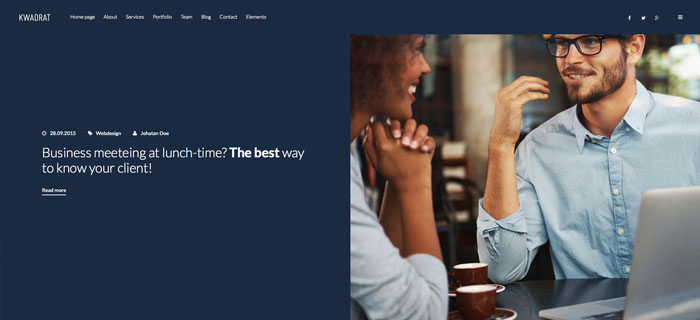 KWADRAT
Home page About Services Portfolio Team Blog Contact Elements
28.09.2015 Webdesign Johatan Doe
Business meeteing at lunch-time? The best way
to know your client!
Read more